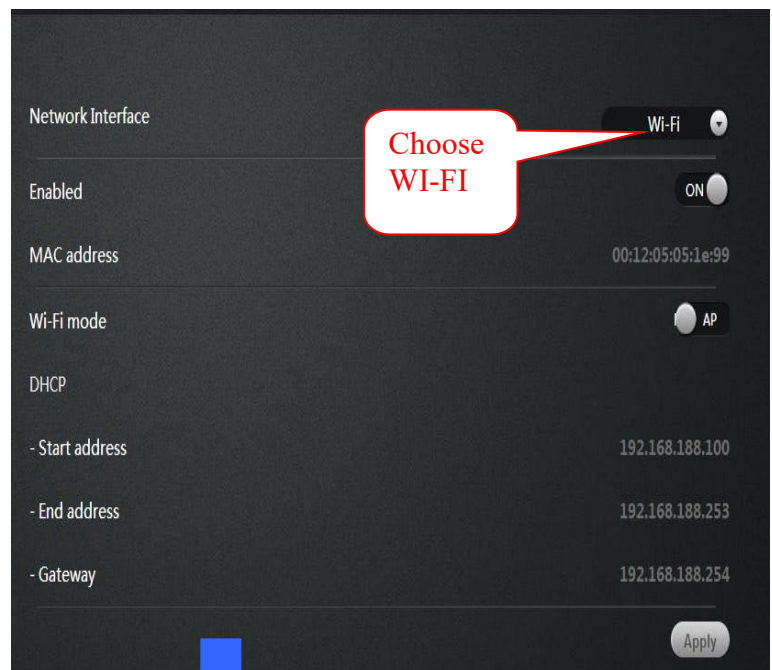 Network Interface
Wi-Fi
Choose
WI-FI
Enabled
ON
MAC address
00:12:05:05:1e:99
Wi-Fi mode
AP
DHCP
- Start address
192.168.188.100
- End address
192.168.188.253
- Gateway
192.168.188.254
Apply